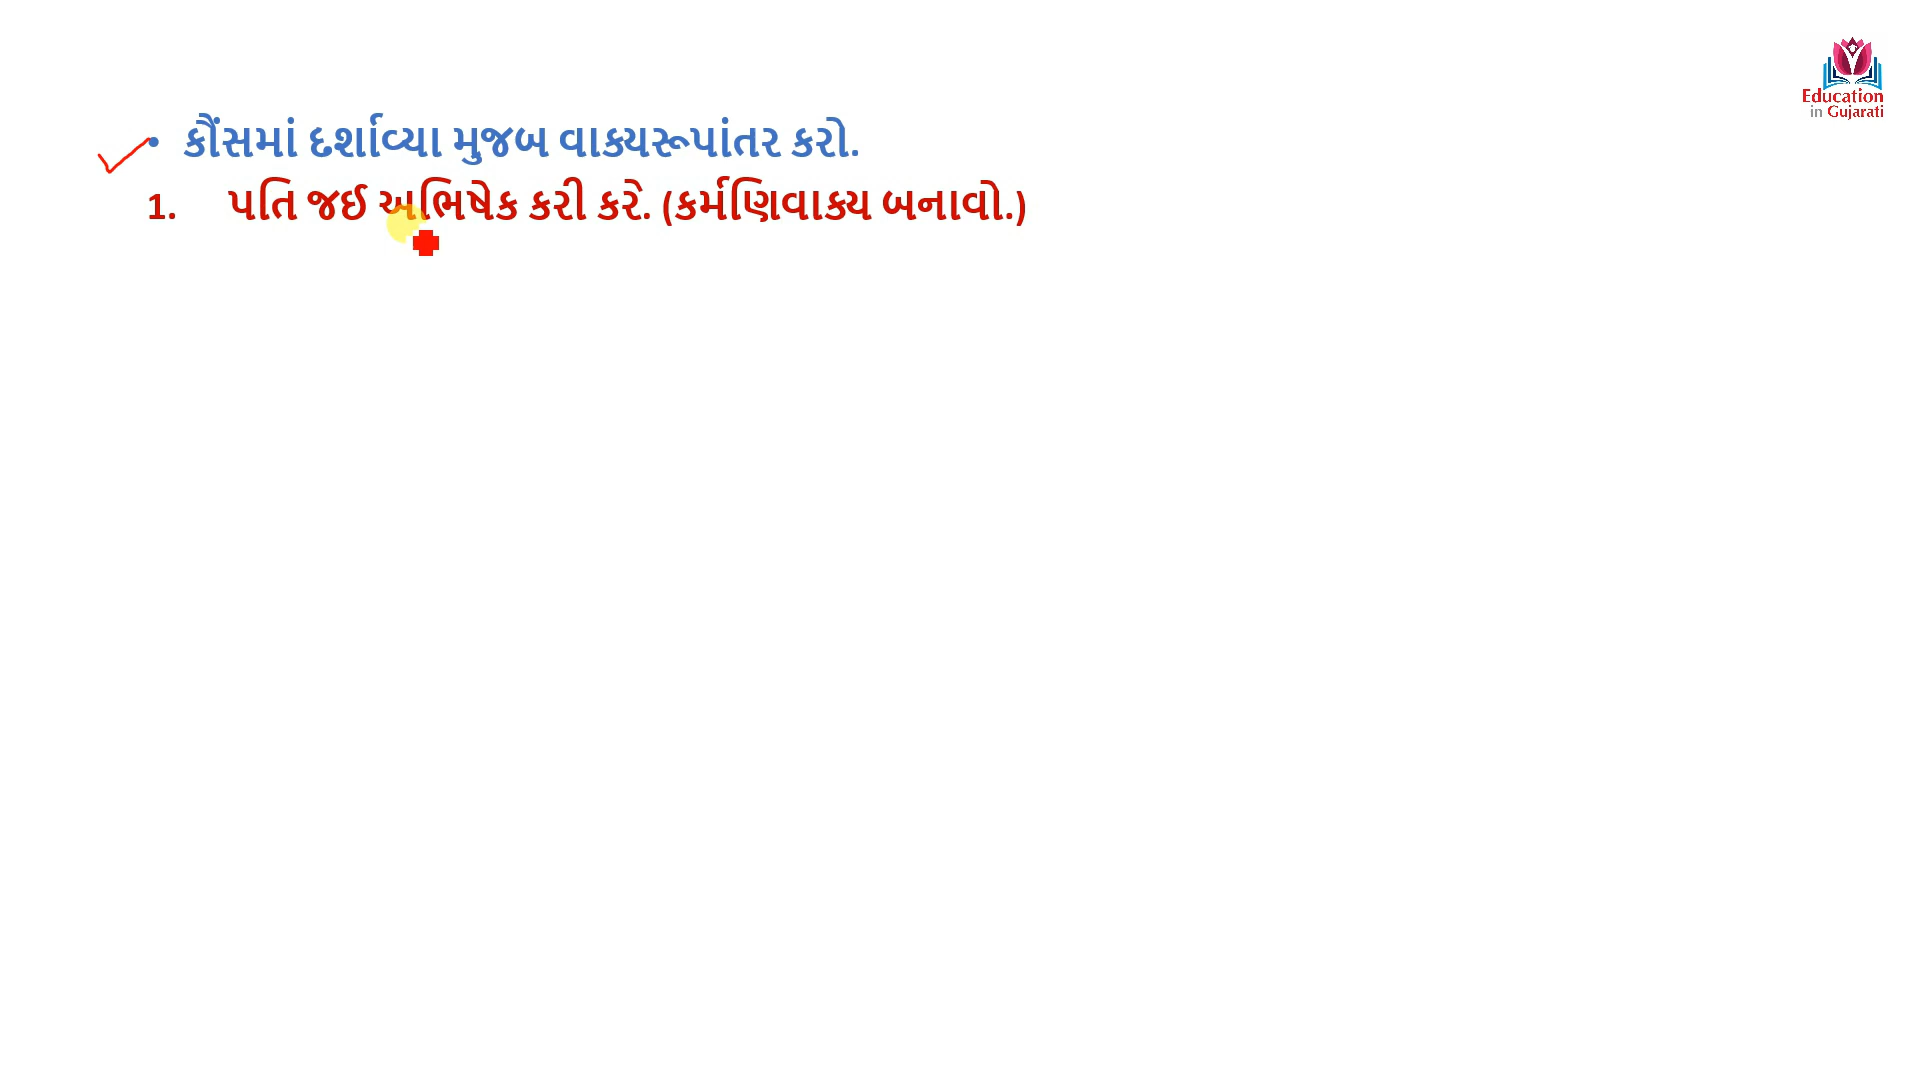 Education
in Gujarati
• કૌંસમાં દર્શાવ્યા મુજબ વાક્યરૂપાંતર કરો.
1. પતિ જઈ અભિષેક કરી કરે. (કર્મણિવાક્ય બનાવો.)